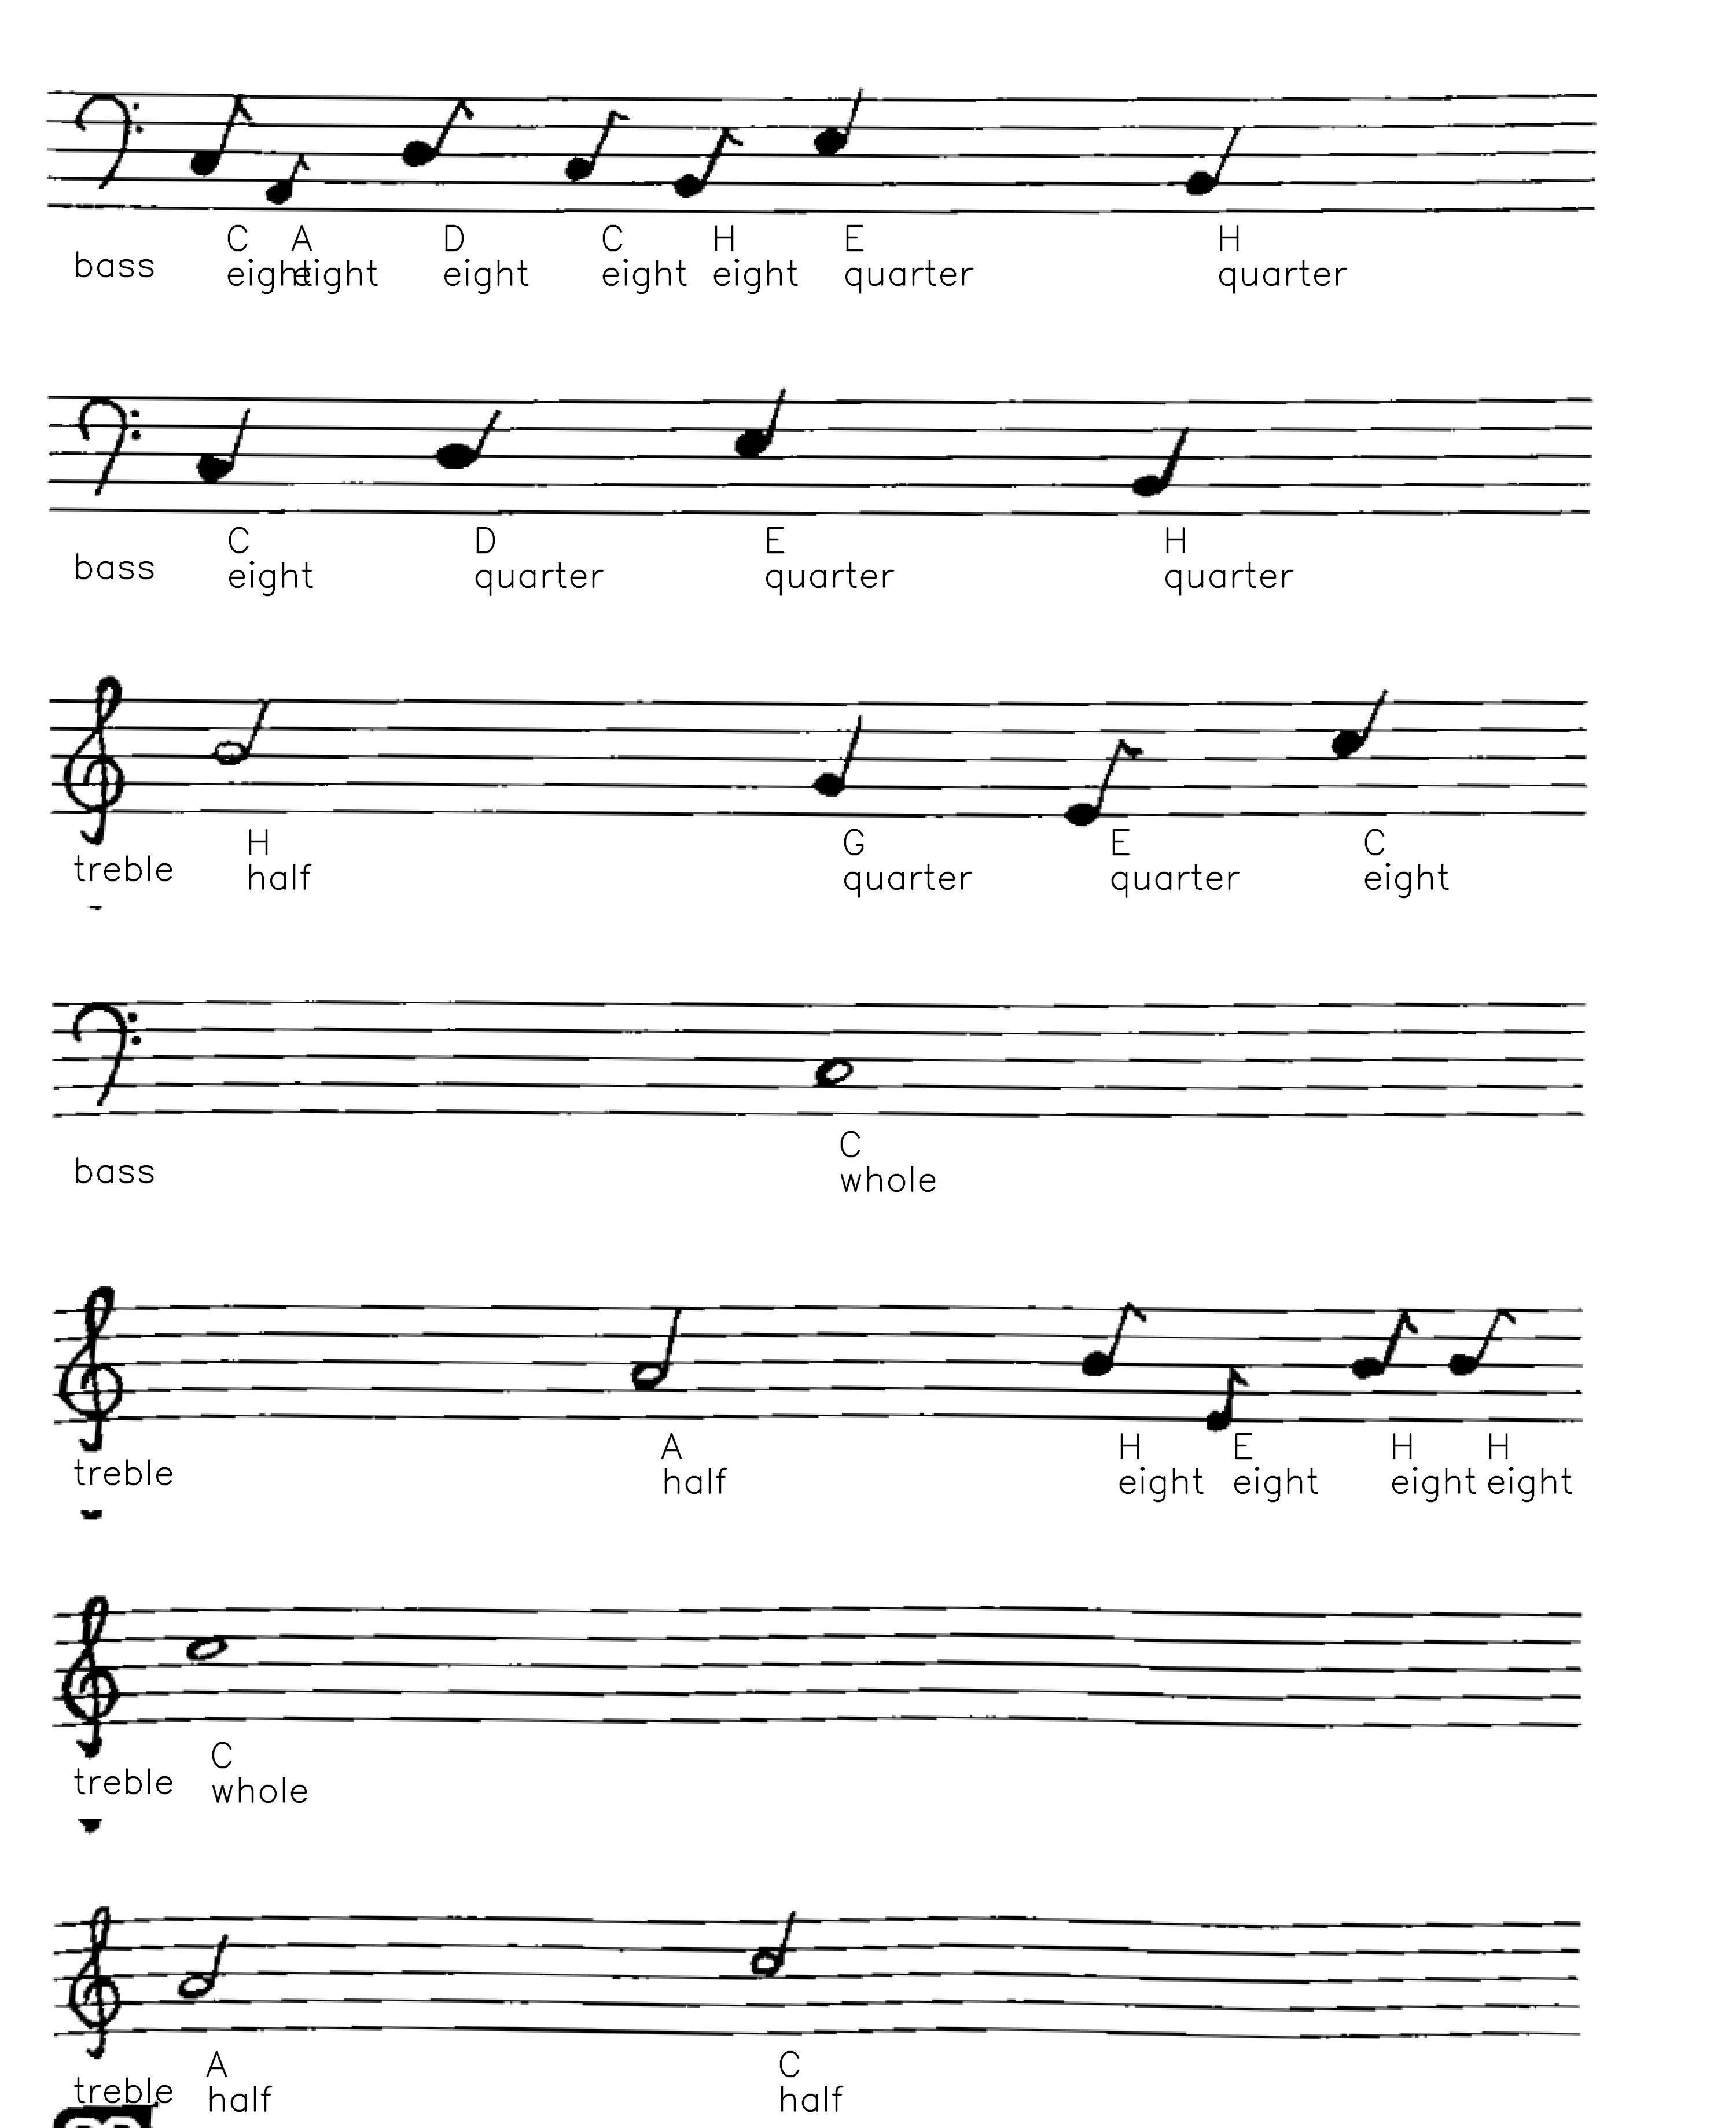 C A D C H E H
bass eight eight eight eight eight quarter quarter
C D E H
bass eight quarter quarter quarter
H G E C
treble half quarter quarter eight
C
bass whole
A H E H H
treble half eight eight eight eight
C
treble whole
A C
treble half half